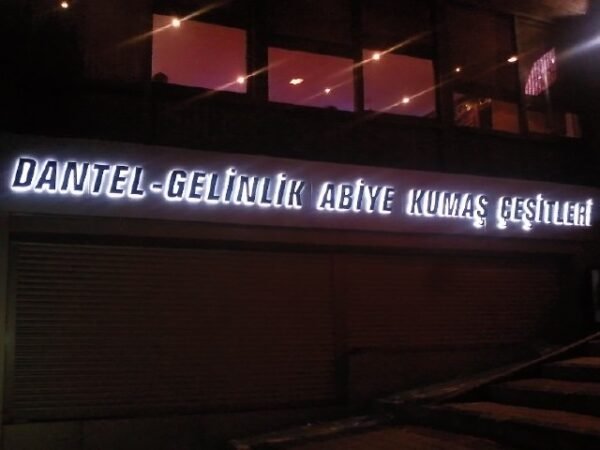 DANTEL-GELİNLİK ABİYE KUMAŞ ÇEŞİTLERİ